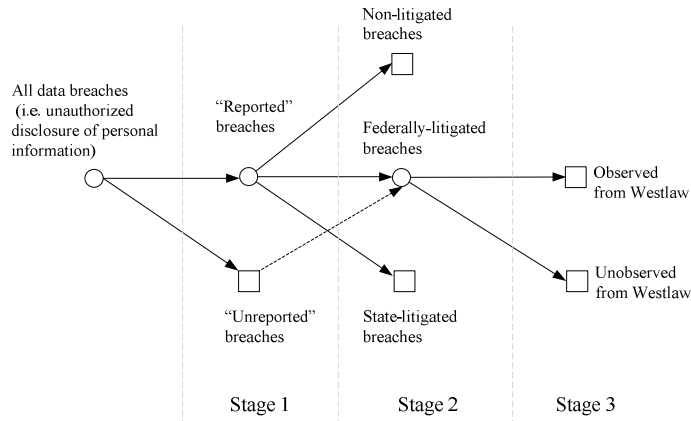 All data breaches
(i.e. unauthorized
disclosure of personal
information)
“Reported”
breaches
“Unreported”
breaches
Non-litigated
breaches
Federally-litigated
breaches
State-litigated
breaches
Observed
from Westlaw
Unobserved
from Westlaw
Stage 1
Stage 2
Stage 3